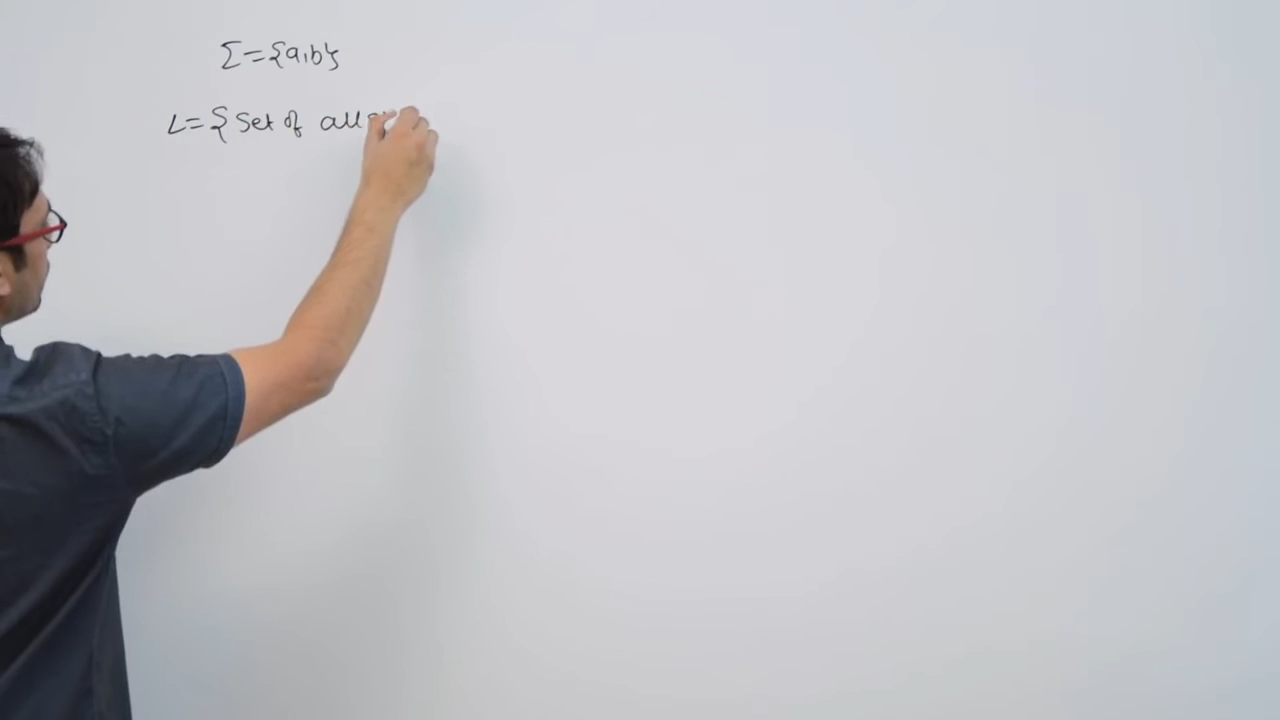 Σ={a,b}
L={Set of all